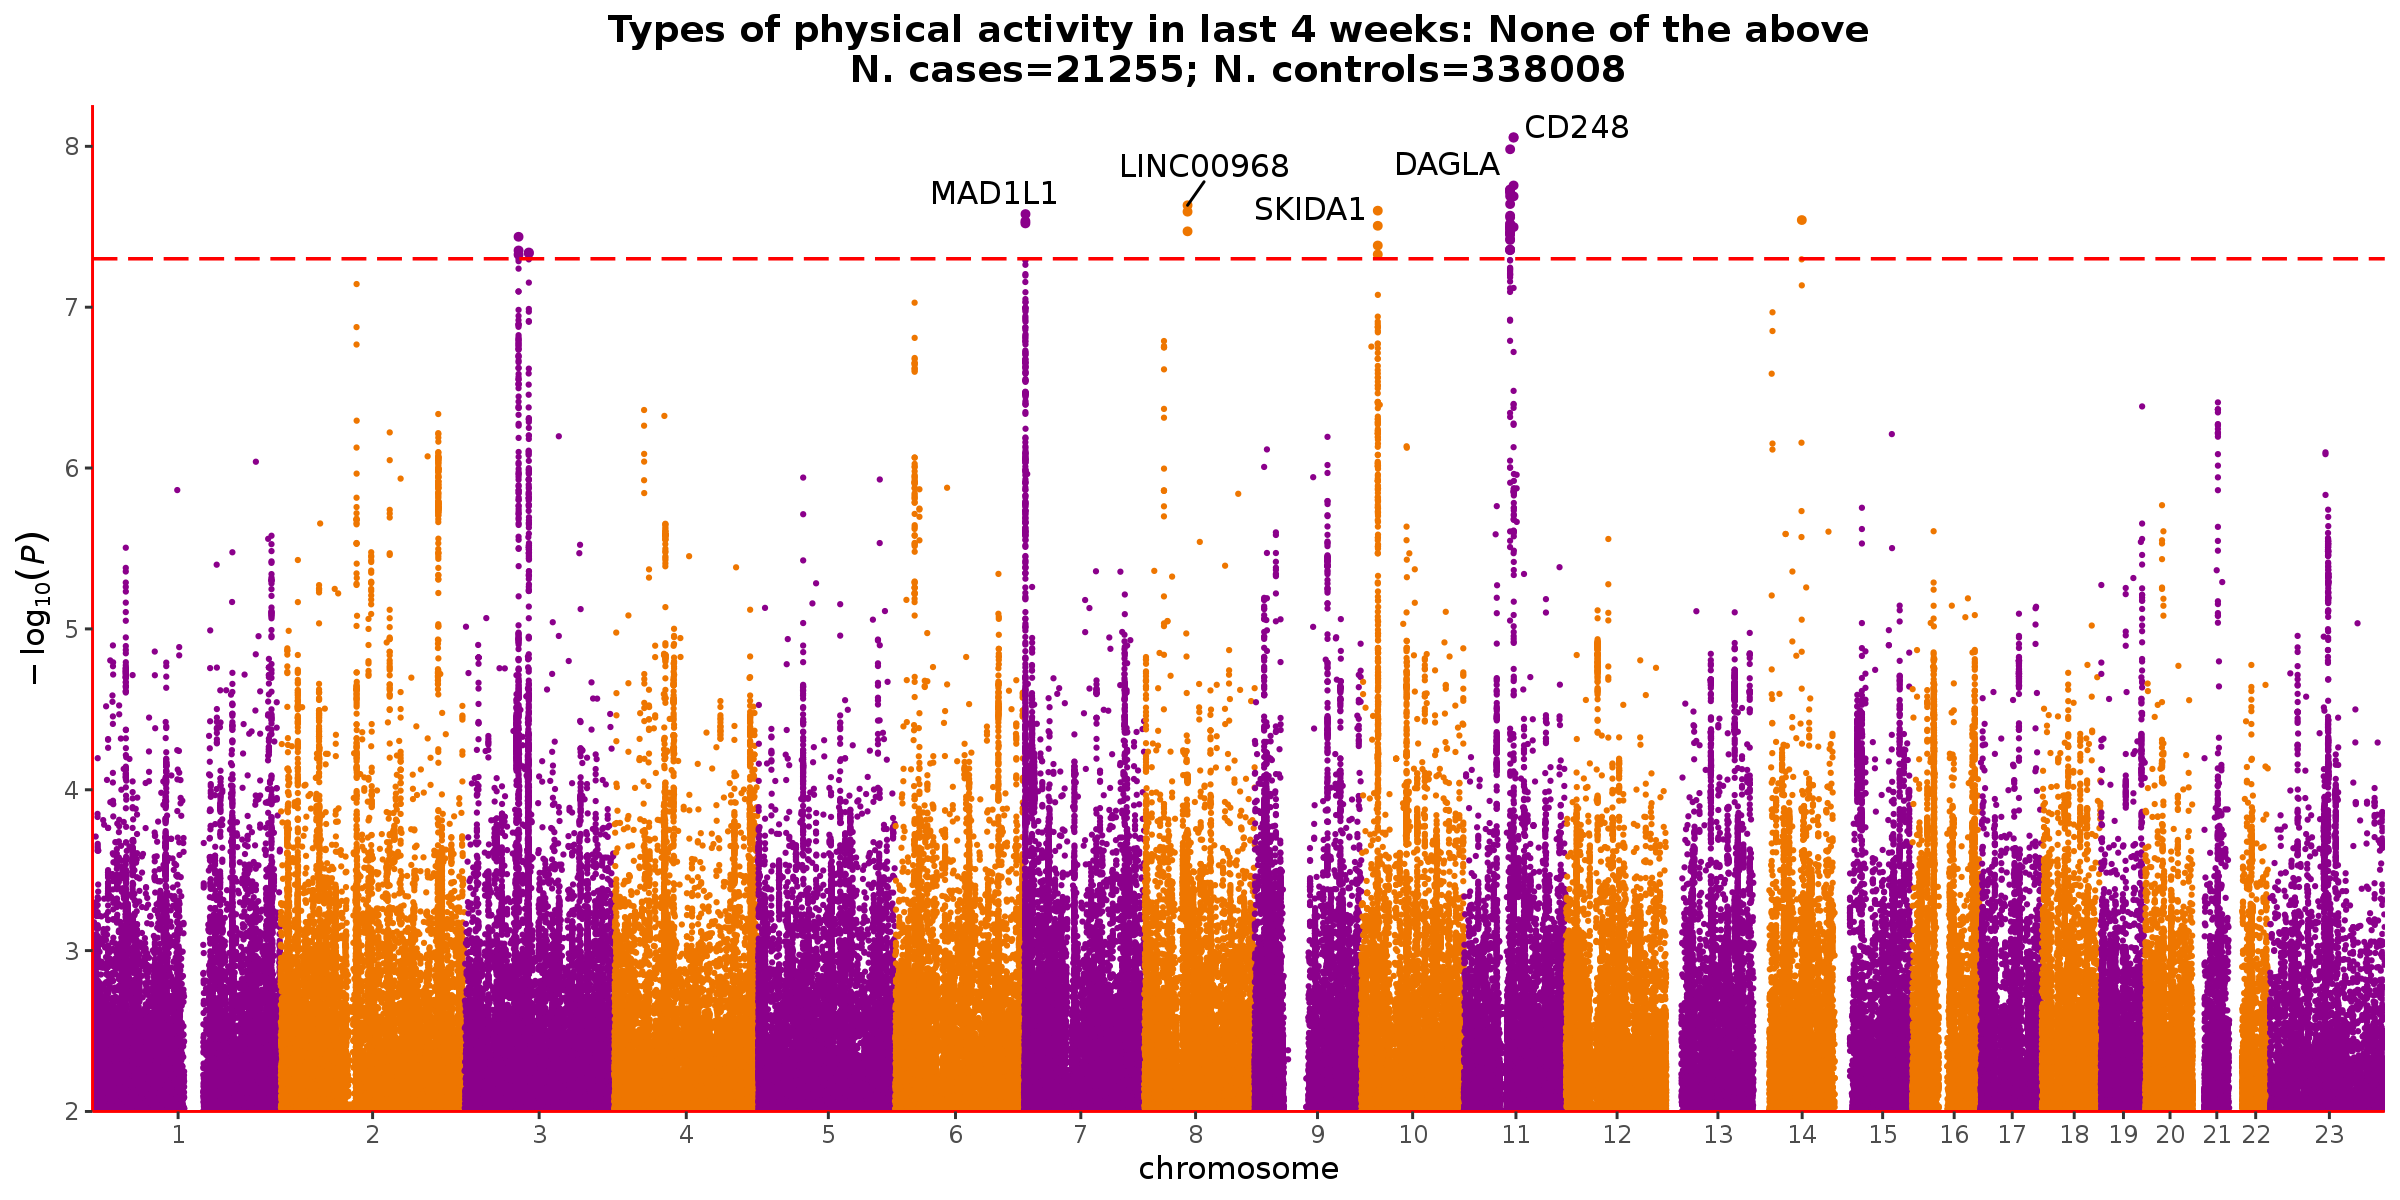 Types of physical activity in last 4 weeks: None of the above
N. cases=21255; N. controls=338008
CD248
DAGLA
LINC00968
MAD1L1
SKIDA1
8
7
6
5
4
3
2
− log₁₀(P)
1 2 3 4 5 6 7 8 9 10 11 12 13 14 15 16 17 18 19 20 21 22 23
chromosome